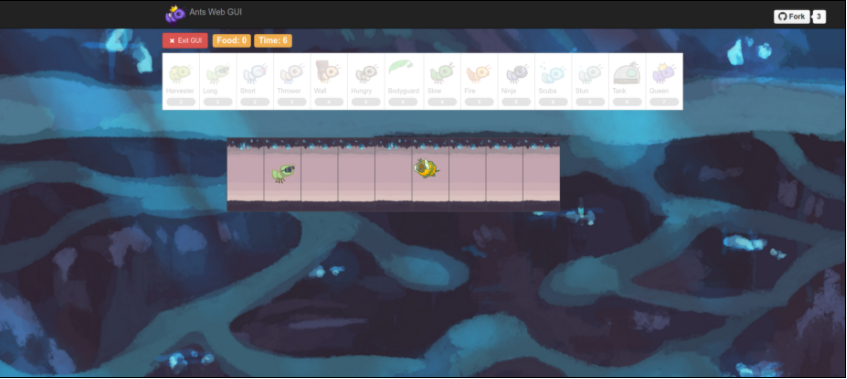 Ants Web GUI
Fork 3
× Exit GUI Food: 0 Time: 6
Harvester Long Short Thrower Wall Hungry Bodyguard Slow Fire Ninja Scuba Stun Tank Queen